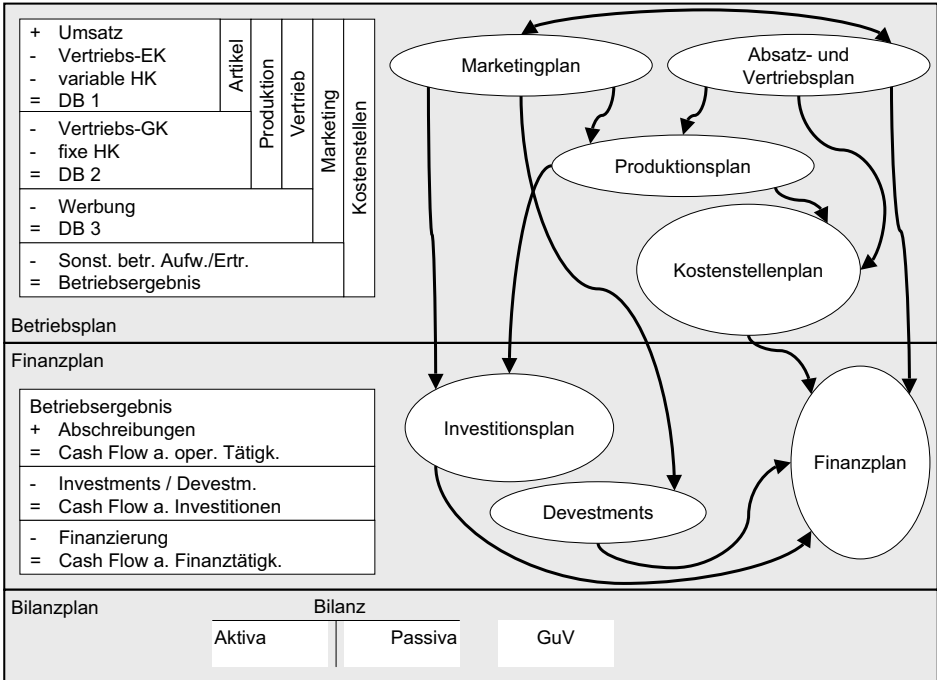 + Umsatz
- Vertriebs-EK
- variable HK
= DB 1
- Vertriebs-GK
- fixe HK
= DB 2
- Werbung
= DB 3
- Sonst. betr. Aufw./Ertr.
= Betriebsergebnis
Artikel
Produktion
Vertrieb
Marketing
Kostenstellen
Marketingplan
Absatz- und
Vertriebsplan
Produktionsplan
Kostenstellenplan
Betriebsplan
Finanzplan
Betriebsergebnis
+ Abschreibungen
= Cash Flow a. oper. Tätigk.
- Investments / Devestm.
= Cash Flow a. Investitionen
- Finanzierung
= Cash Flow a. Finanztätigk.
Investitionsplan
Devestments
Finanzplan
Bilanzplan
Bilanz
Aktiva
Passiva
GuV